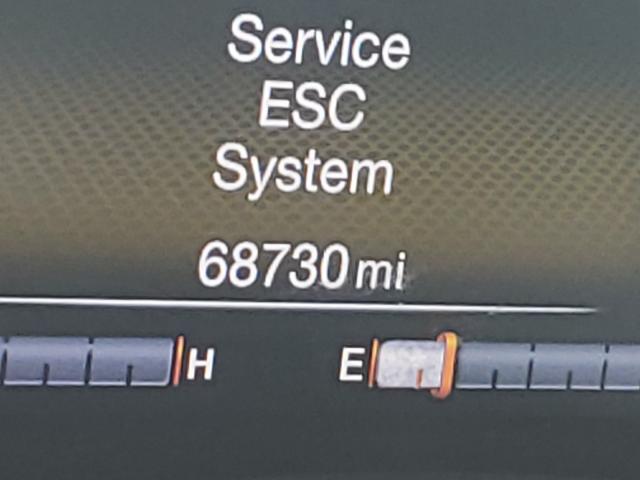 Service
ESC
System
68730 mi
H
E